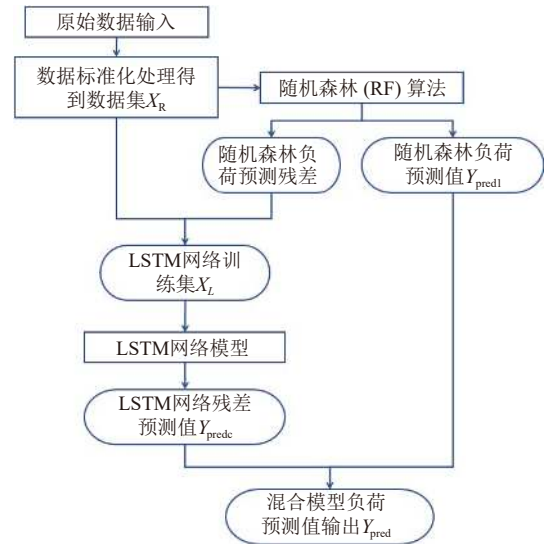 原始数据输入
数据标准化处理得
到数据集X_R
随机森林 (RF) 算法
随机森林负
荷预测残差
随机森林负荷
预测值Y_pred1
LSTM网络训
练集X_L
LSTM网络模型
LSTM网络残差
预测值Y_predc
混合模型负荷
预测值输出Y_pred